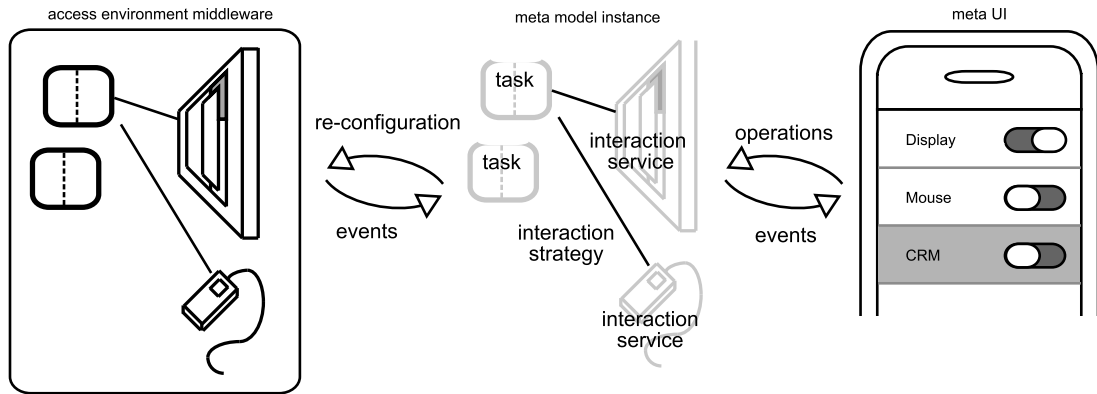 access environment middleware
meta model instance
meta UI
task
re-configuration
interaction
service
operations
Display
task
Mouse
events
interaction
strategy
events
CRM
interaction
service